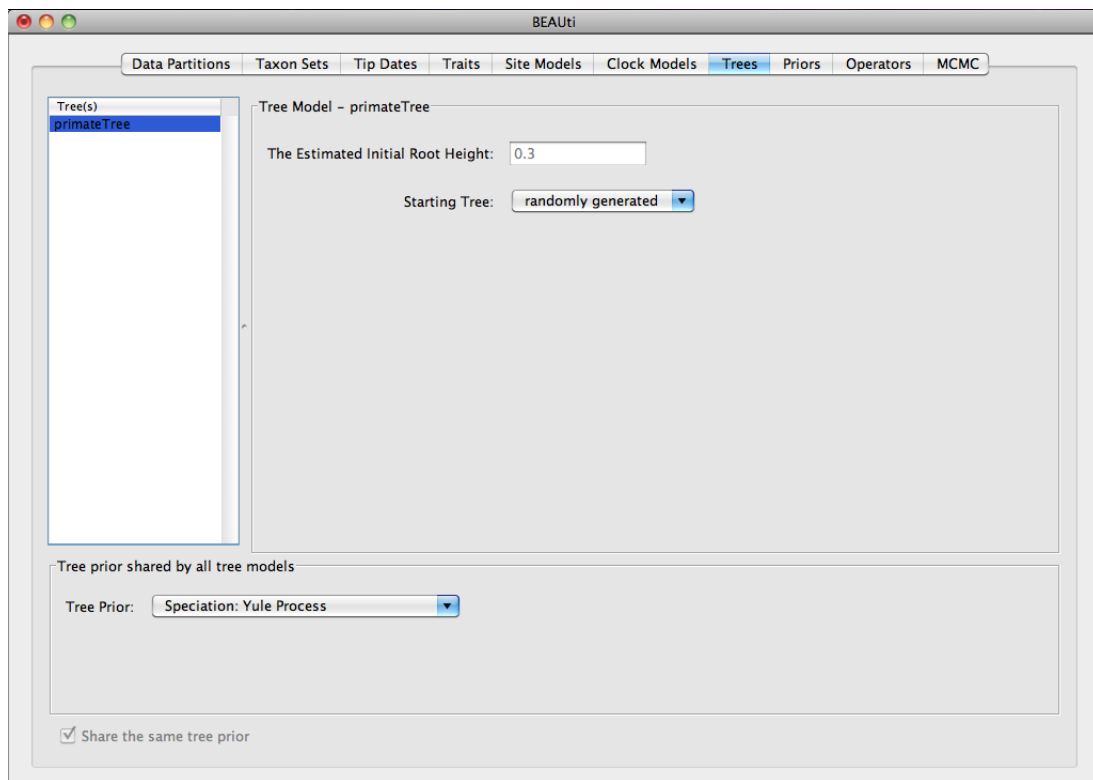 BEAUti
Data Partitions Taxon Sets Tip Dates Traits Site Models Clock Models Trees Priors Operators MCMC
Tree(s)
primateTree
Tree Model – primateTree
The Estimated Initial Root Height: 0.3
Starting Tree: randomly generated
Tree prior shared by all tree models
Tree Prior: Speciation: Yule Process
Share the same tree prior